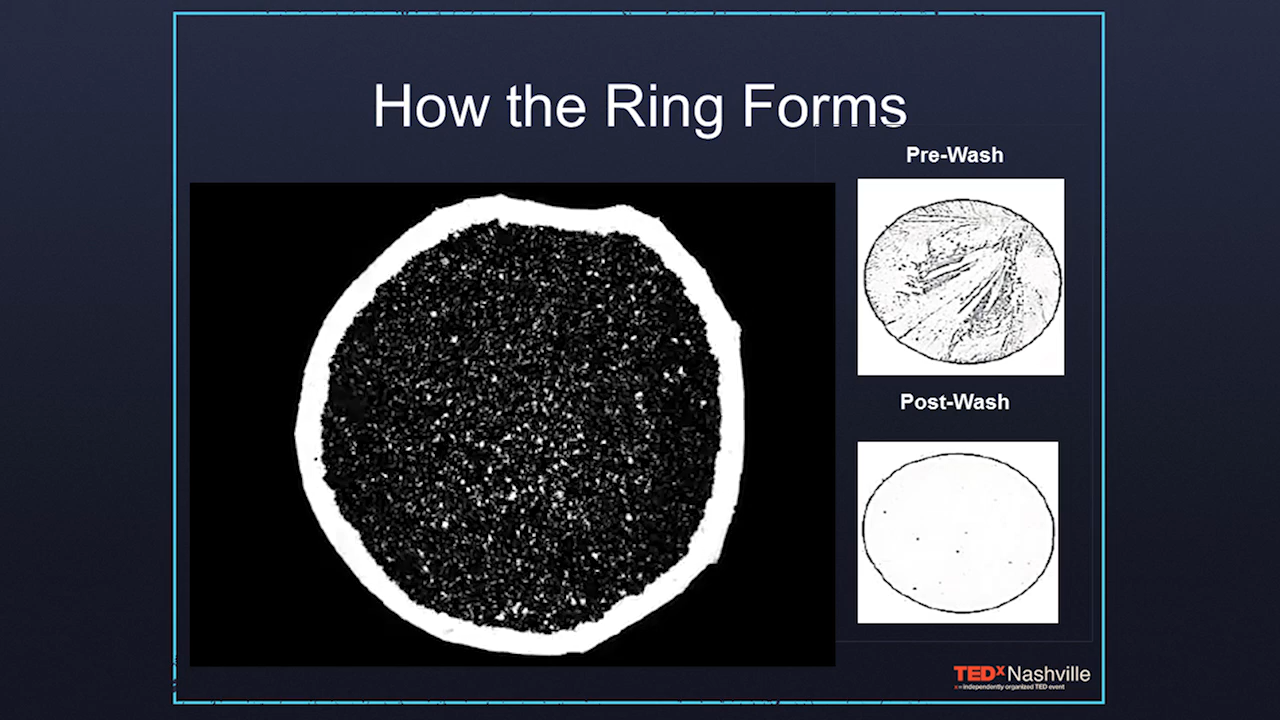 How the Ring Forms
Pre-Wash
Post-Wash
TEDxNashville
x = independently organized TED event